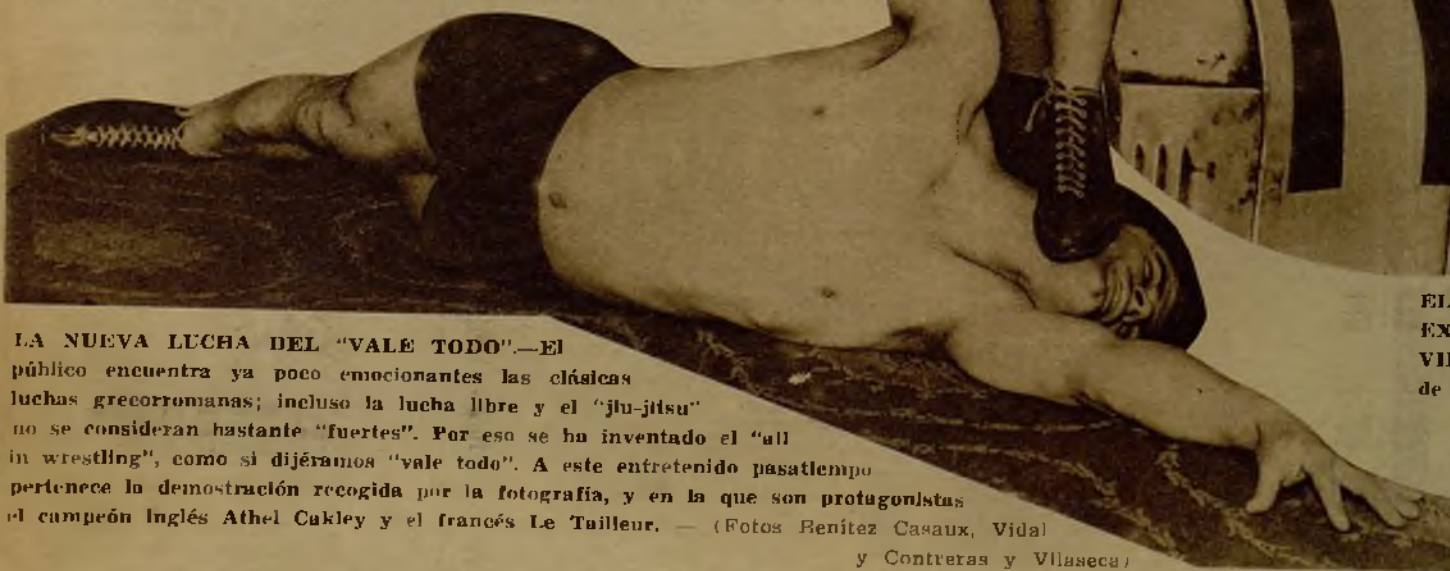 LA NUEVA LUCHA DEL "VALE TODO".—El
público encuentra ya poco emocionantes las clásicas
luchas grecorromanas; incluso la lucha libre y el "jiu-jitsu"
no se consideran bastante "fuertes". Por eso se ha inventado el "all
in wrestling", como si dijéramos "vale todo". A este entretenido pasatiempo
pertenece la demostración recogida por la fotografía, y en la que son protagonistas
el campeón inglés Athel Cakley y el francés Le Tailleur. — (Fotos Benítez Casaux, Vidal
y Contreras y Vilaseca)
EL
EX
de